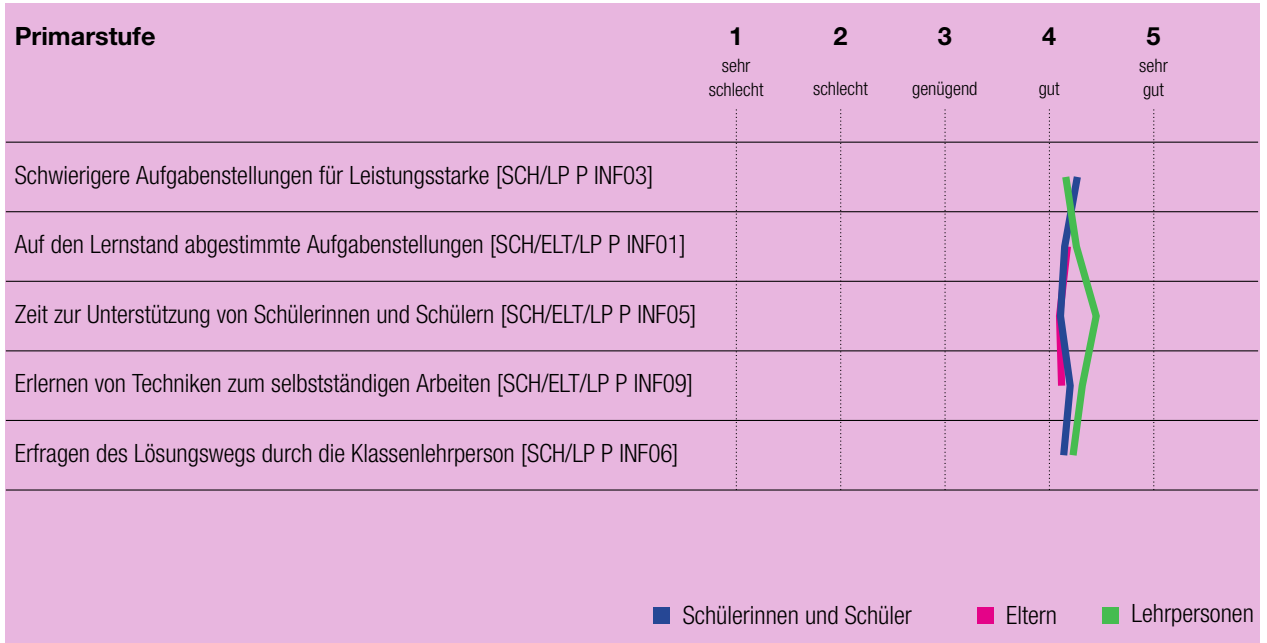 Primarstufe 1 2 3 4 5
sehr sehr
schlecht schlecht genügend gut gut
Schwierigere Aufgabenstellungen für Leistungsstarke [SCH/LP P INF03]
Auf den Lernstand abgestimmte Aufgabenstellungen [SCH/ELT/LP P INF01]
Zeit zur Unterstützung von Schülerinnen und Schülern [SCH/ELT/LP P INF05]
Erlernen von Techniken zum selbstständigen Arbeiten [SCH/ELT/LP P INF09]
Erfragen des Lösungswegs durch die Klassenlehrperson [SCH/LP P INF06]
Schülerinnen und Schüler Eltern Lehrpersonen